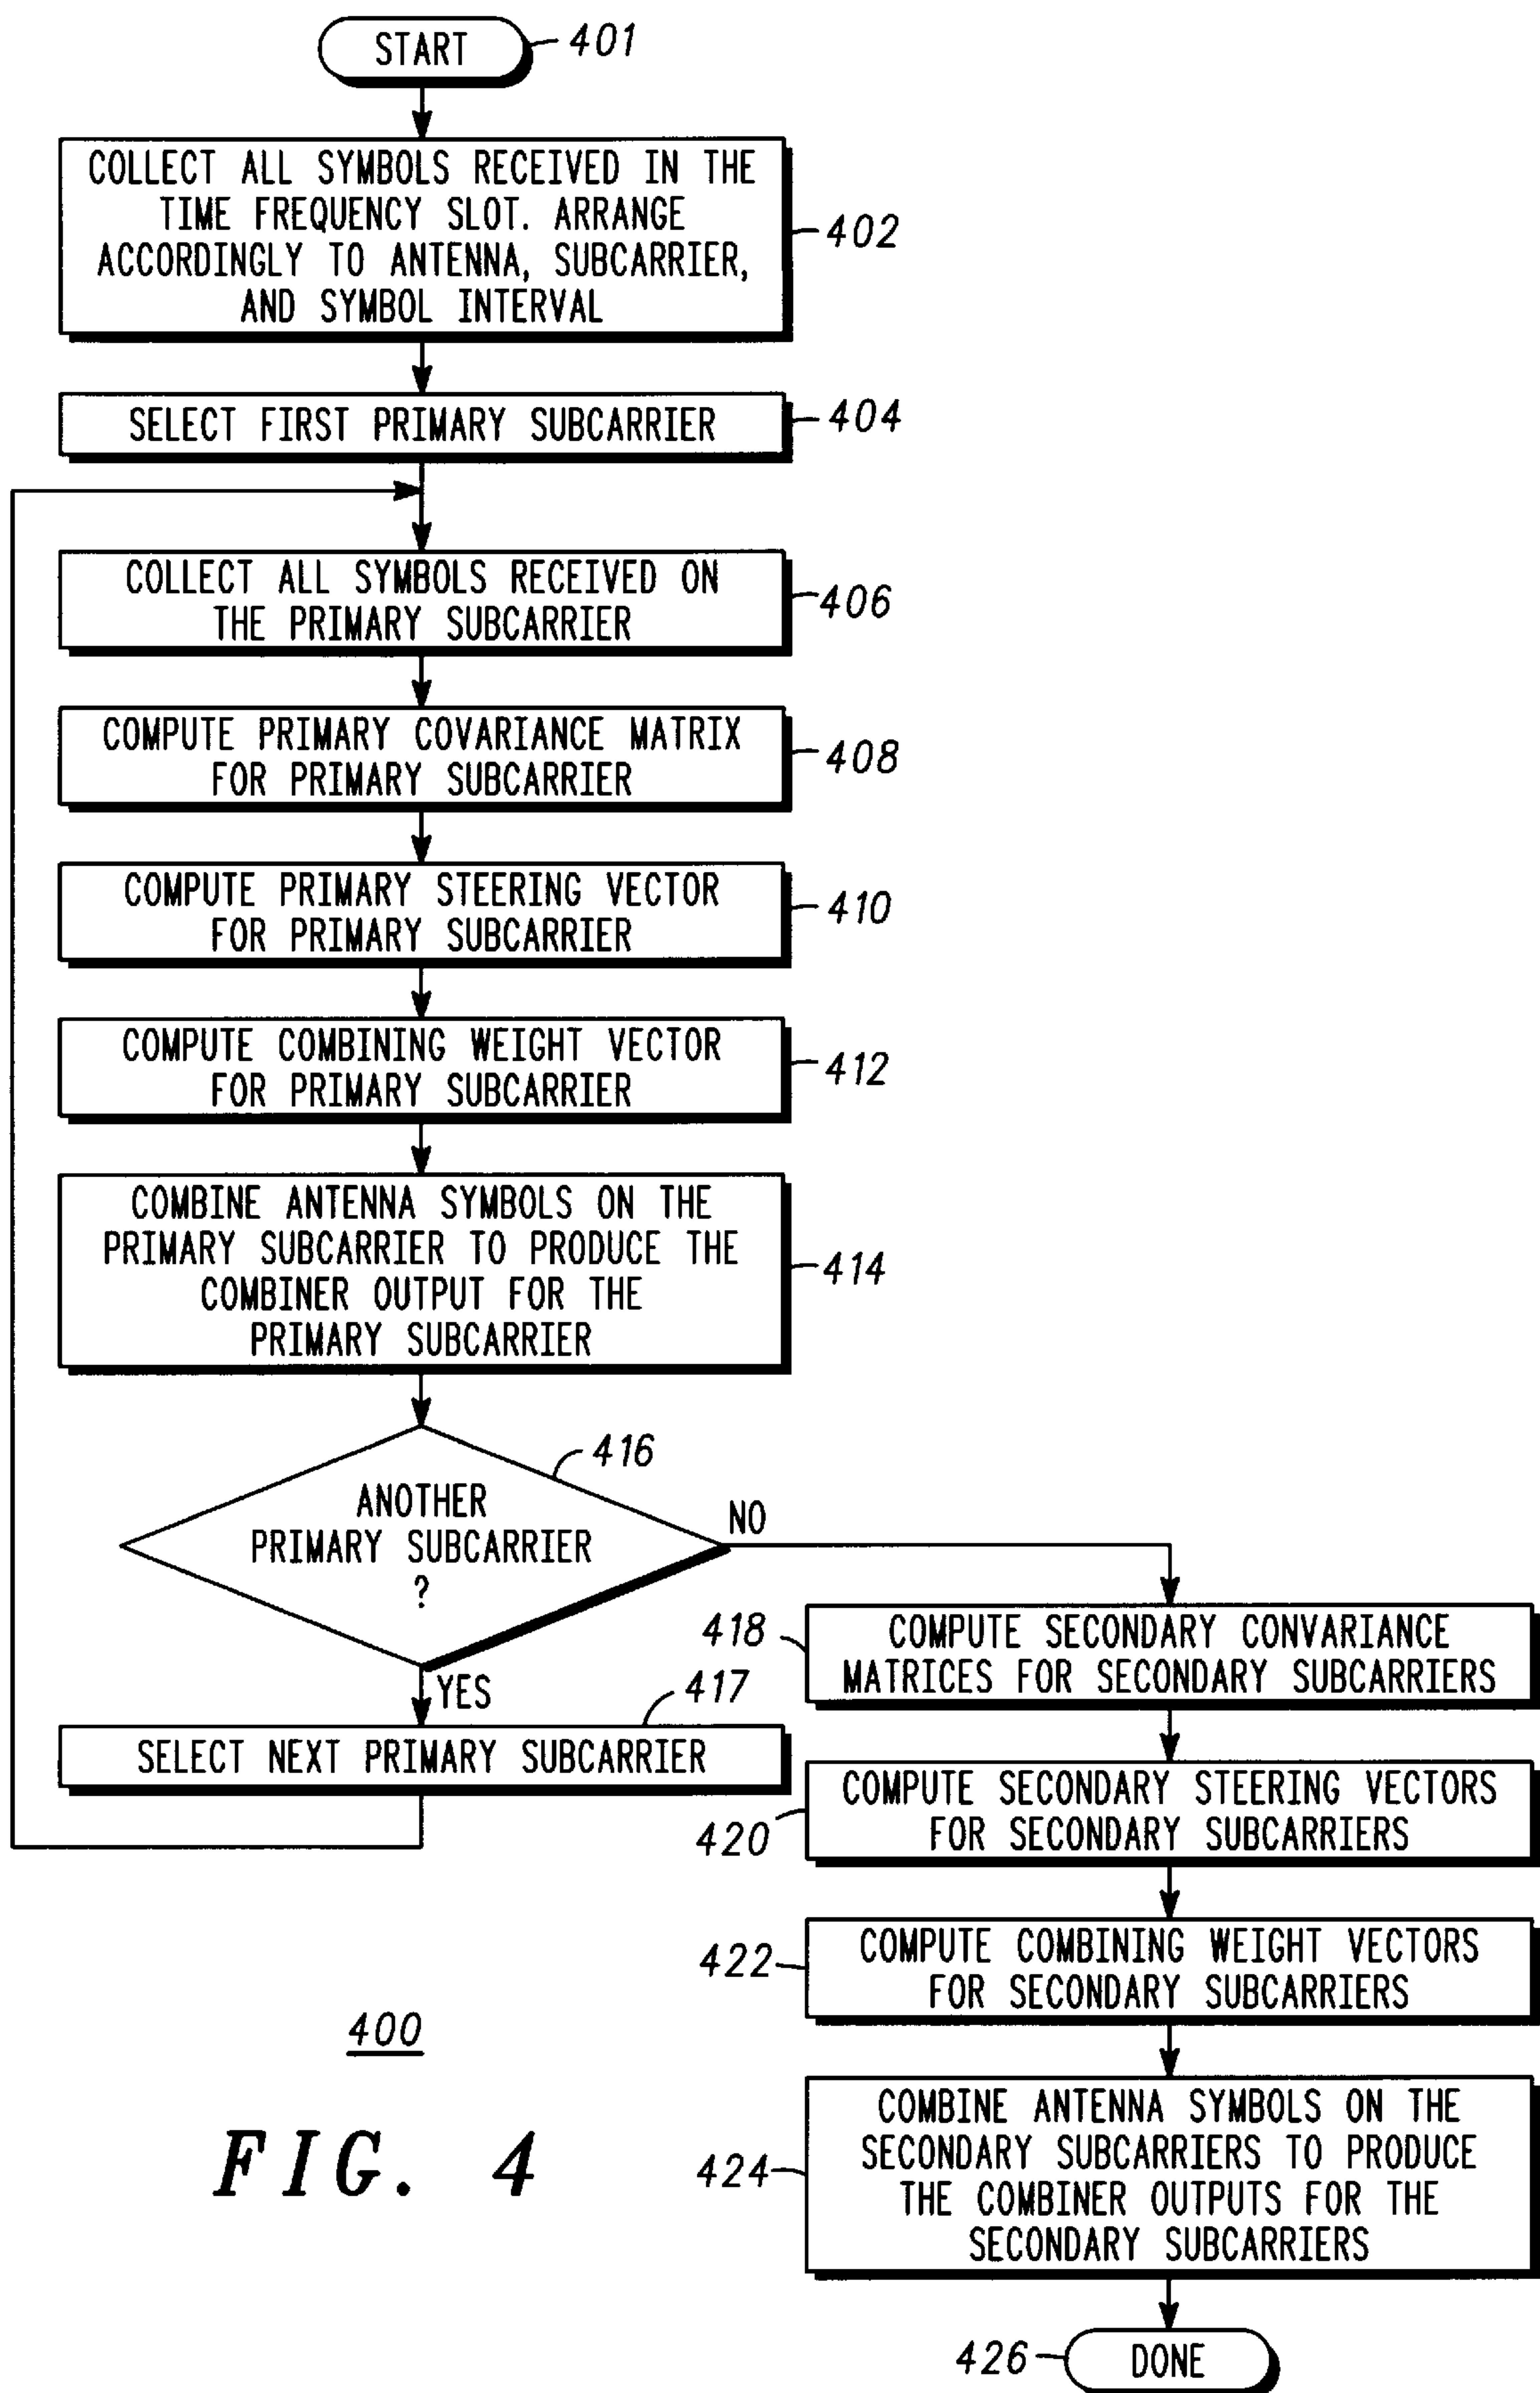 START
401
COLLECT ALL SYMBOLS RECEIVED IN THE
TIME FREQUENCY SLOT. ARRANGE
ACCORDINGLY TO ANTENNA, SUBCARRIER,
AND SYMBOL INTERVAL
402
SELECT FIRST PRIMARY SUBCARRIER
404
COLLECT ALL SYMBOLS RECEIVED ON
THE PRIMARY SUBCARRIER
406
COMPUTE PRIMARY COVARIANCE MATRIX
FOR PRIMARY SUBCARRIER
408
COMPUTE PRIMARY STEERING VECTOR
FOR PRIMARY SUBCARRIER
410
COMPUTE COMBINING WEIGHT VECTOR
FOR PRIMARY SUBCARRIER
412
COMBINE ANTENNA SYMBOLS ON THE
PRIMARY SUBCARRIER TO PRODUCE THE
COMBINER OUTPUT FOR THE
PRIMARY SUBCARRIER
414
ANOTHER
PRIMARY SUBCARRIER
?
416
NO
YES
417
SELECT NEXT PRIMARY SUBCARRIER
418
COMPUTE SECONDARY CONVARIANCE
MATRICES FOR SECONDARY SUBCARRIERS
420
COMPUTE SECONDARY STEERING VECTORS
FOR SECONDARY SUBCARRIERS
422
COMPUTE COMBINING WEIGHT VECTORS
FOR SECONDARY SUBCARRIERS
424
COMBINE ANTENNA SYMBOLS ON THE
SECONDARY SUBCARRIERS TO PRODUCE
THE COMBINER OUTPUTS FOR THE
SECONDARY SUBCARRIERS
426
DONE
400
FIG. 4